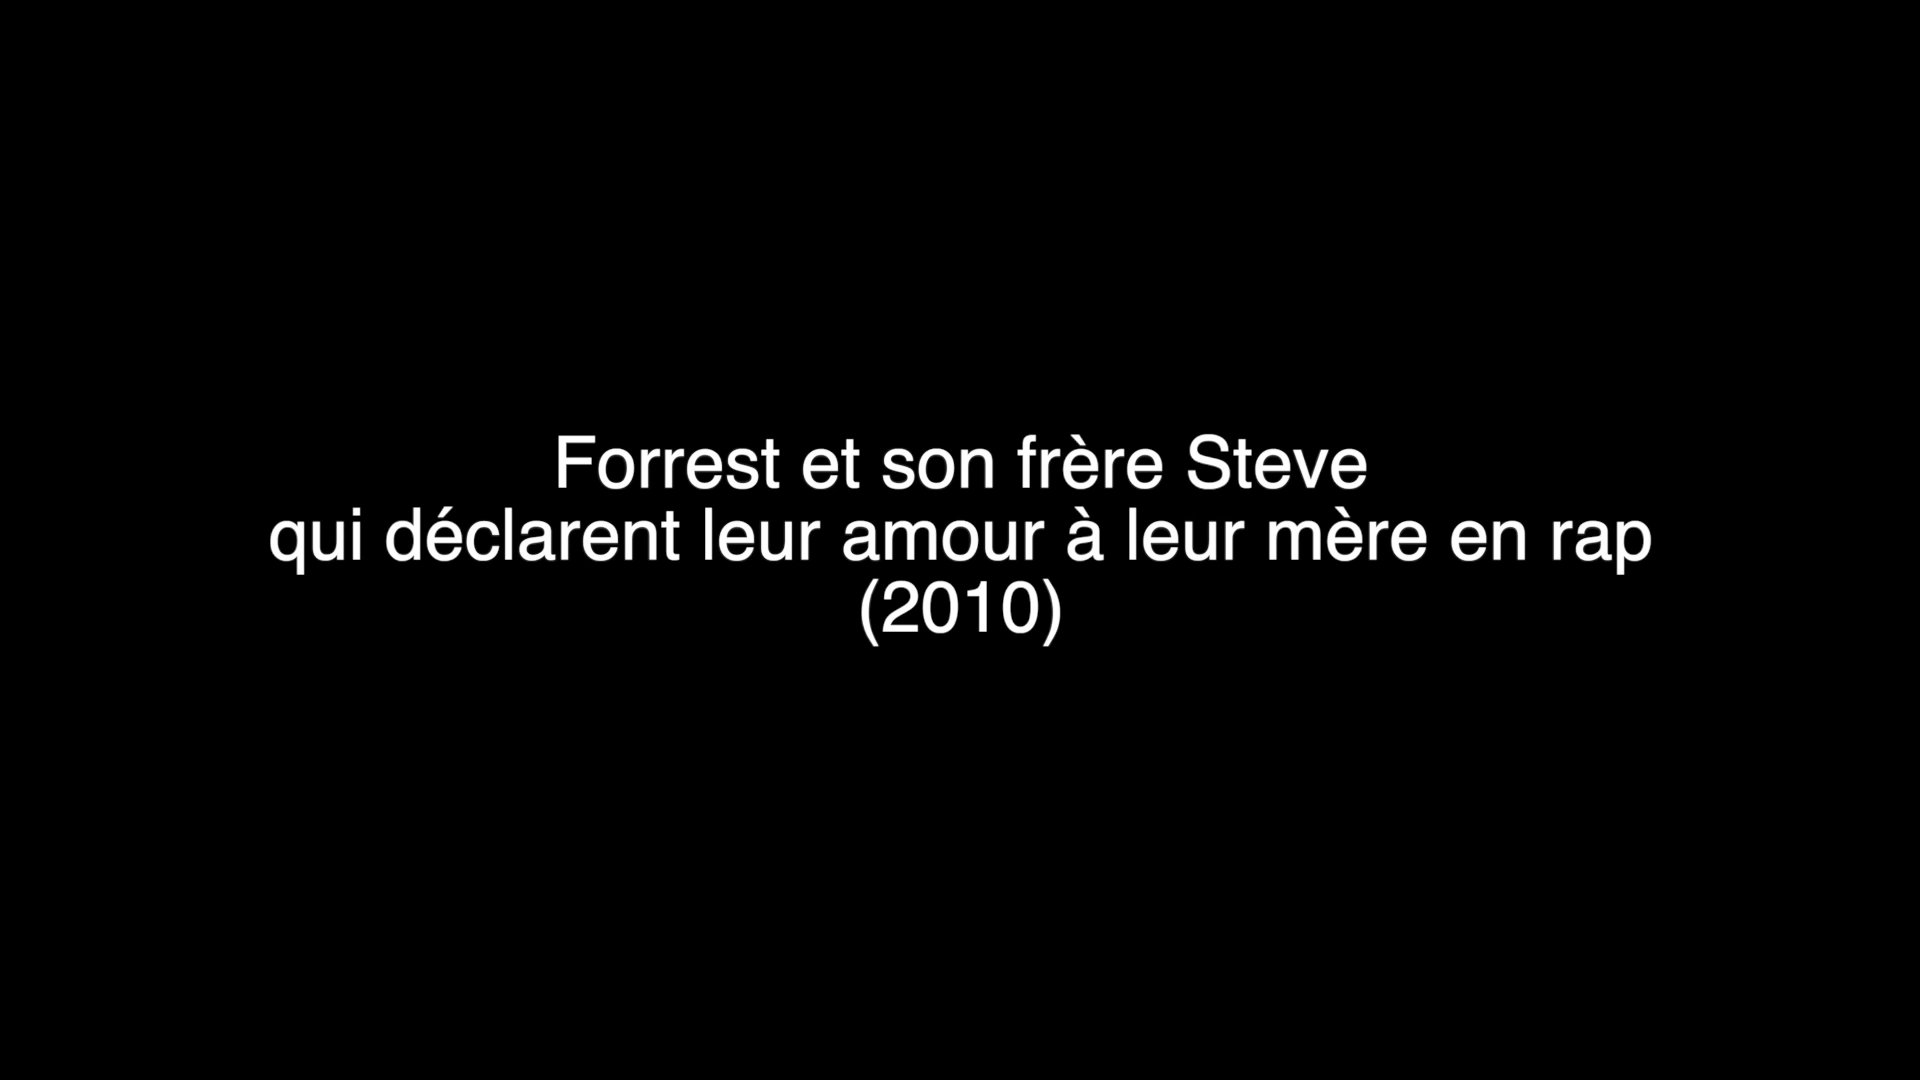 Forrest et son frère Steve
qui déclarent leur amour à leur mère en rap
(2010)